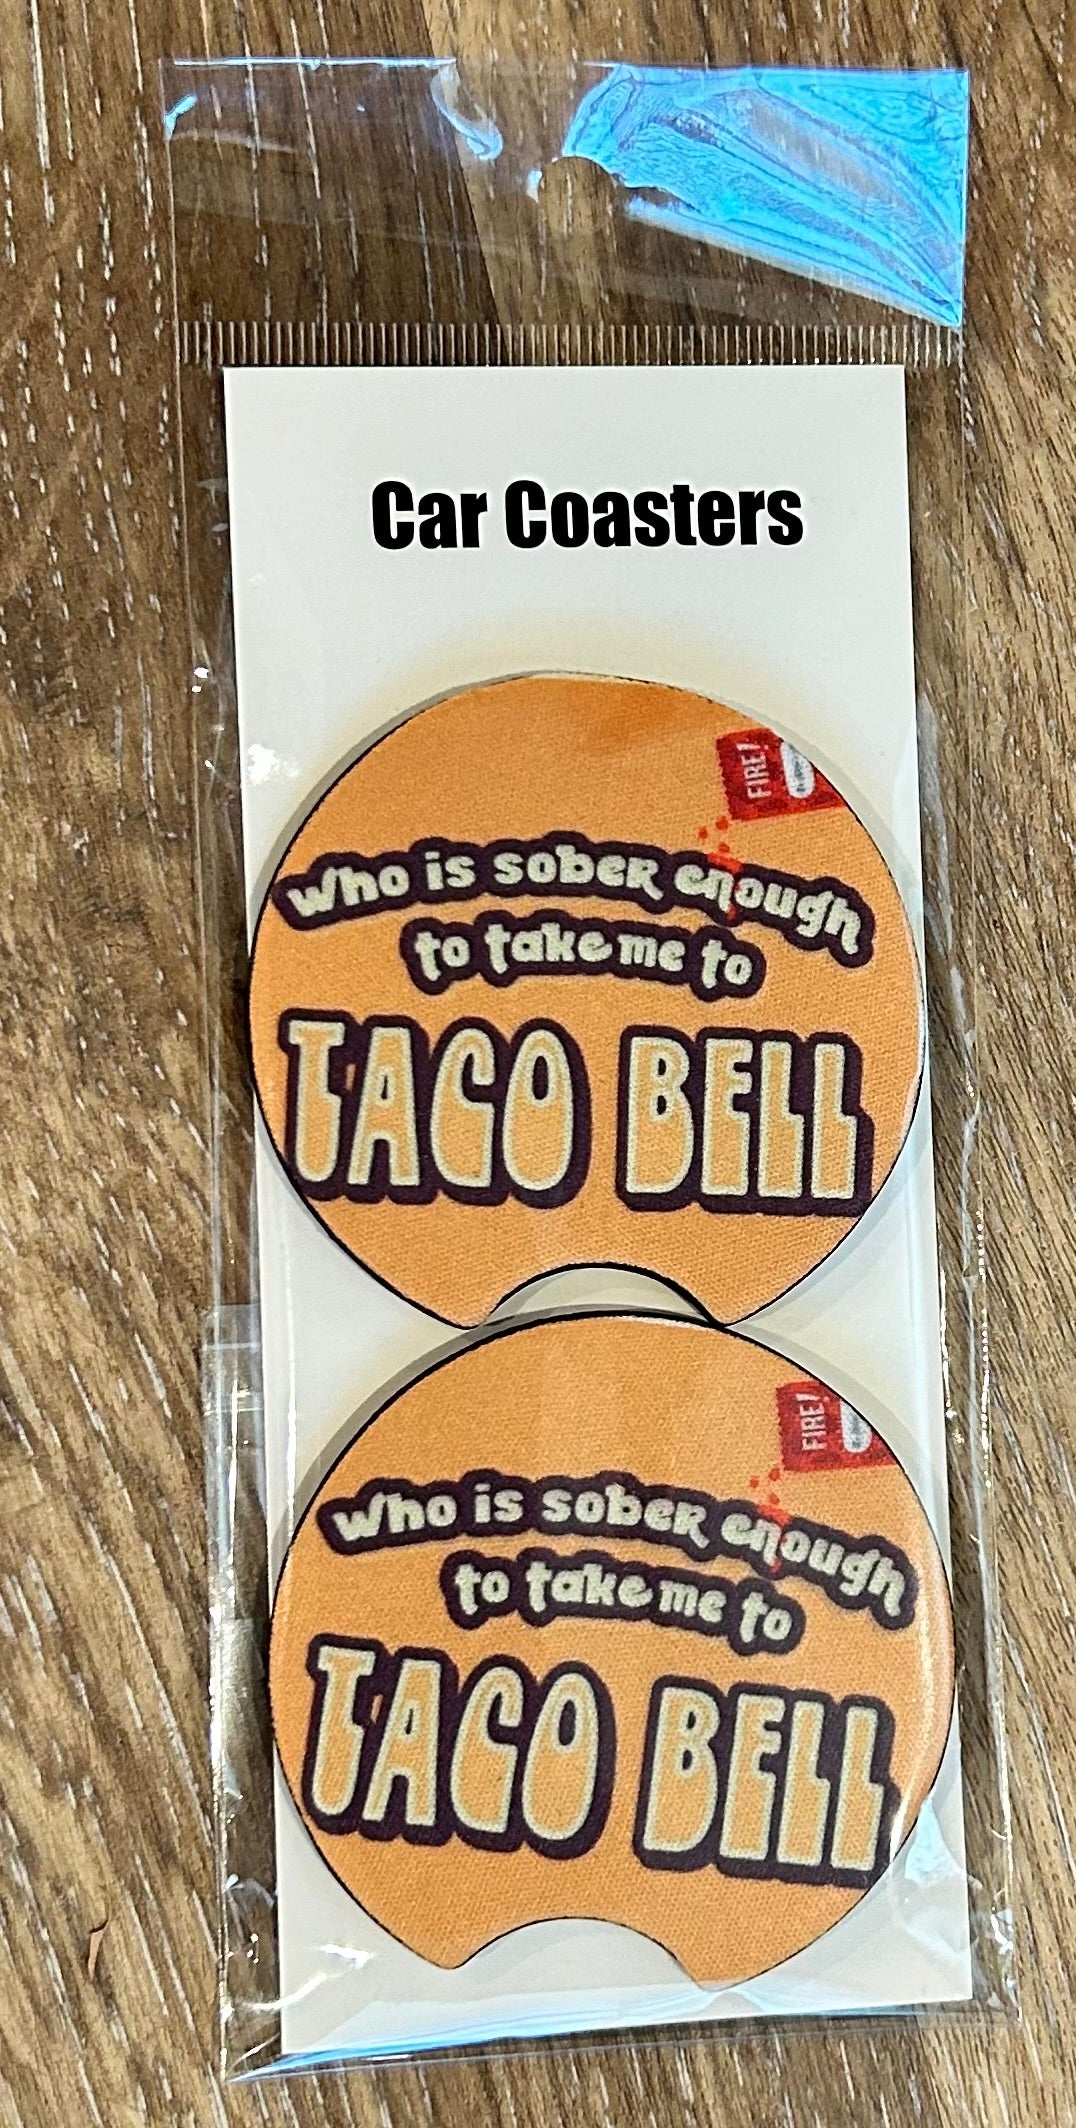 Car Coasters
FIRE!
Who is sober enough
to take me to
TACO BELL
FIRE!
Who is sober enough
to take me to
TACO BELL